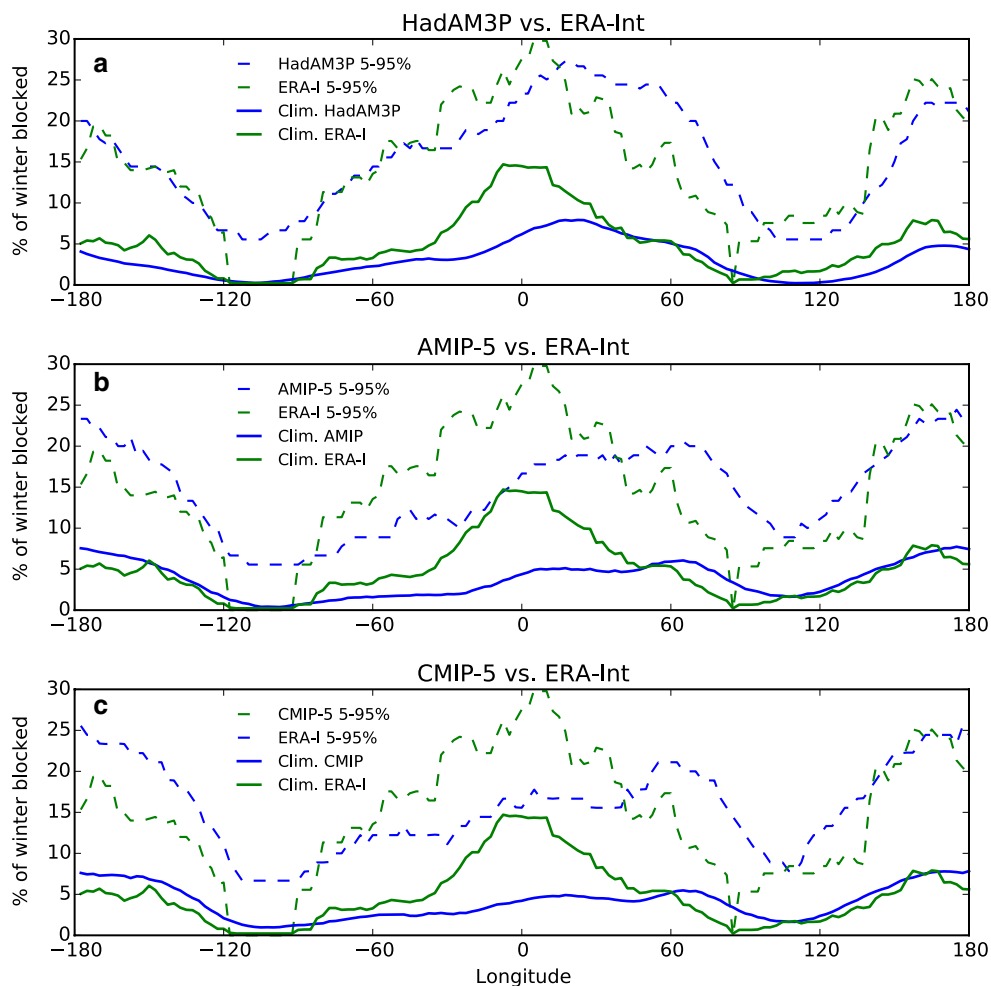 HadAM3P vs. ERA-Int
a
HadAM3P 5-95%
ERA-I 5-95%
Clim. HadAM3P
Clim. ERA-I
% of winter blocked
30
25
20
15
10
5
0
−180 −120 −60 0 60 120 180
AMIP-5 vs. ERA-Int
b
AMIP-5 5-95%
ERA-I 5-95%
Clim. AMIP
Clim. ERA-I
% of winter blocked
30
25
20
15
10
5
0
−180 −120 −60 0 60 120 180
CMIP-5 vs. ERA-Int
c
CMIP-5 5-95%
ERA-I 5-95%
Clim. CMIP
Clim. ERA-I
% of winter blocked
30
25
20
15
10
5
0
−180 −120 −60 0 60 120 180
Longitude